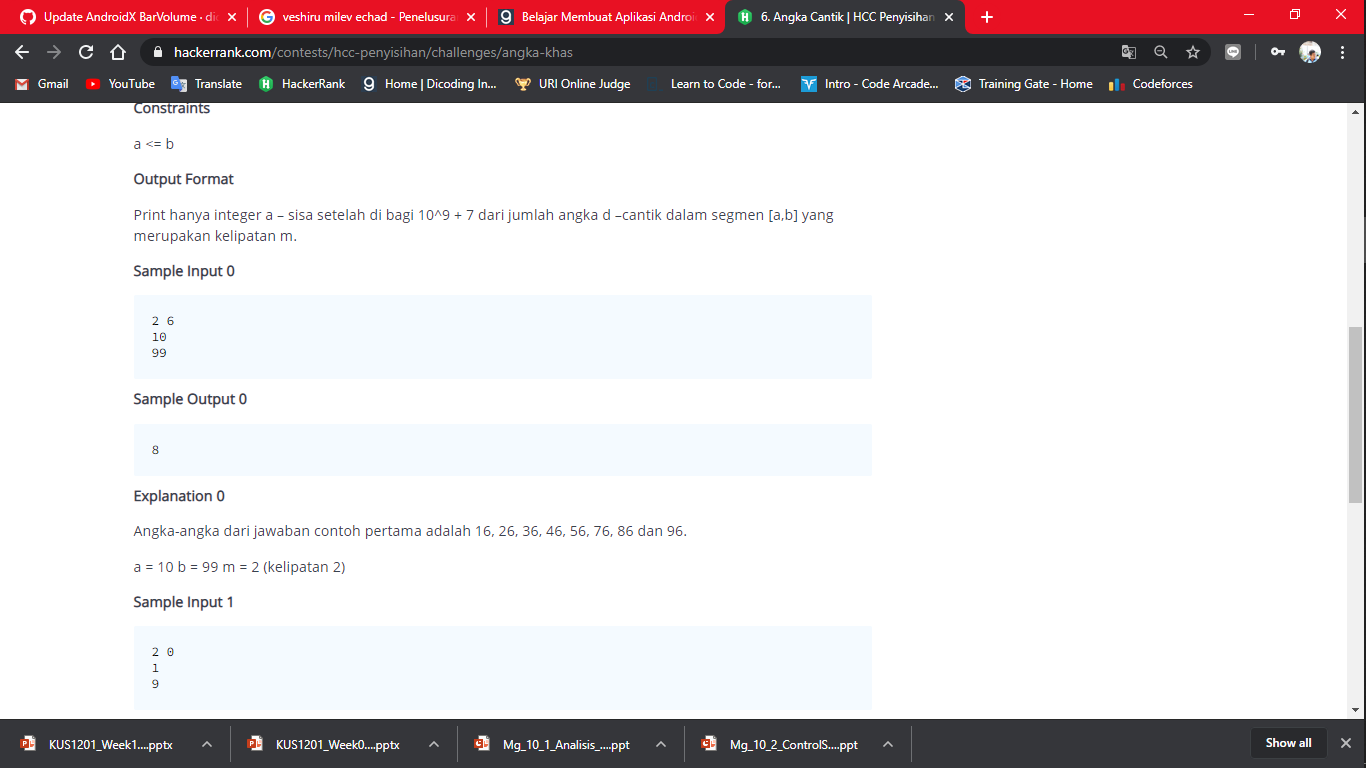 Update AndroidX BarVolume · dic
veshiru milev echad - Penelusura
Belajar Membuat Aplikasi Androi
6. Angka Cantik | HCC Penyisihan
hackerrank.com/contests/hcc-penyisihan/challenges/angka-khas
Gmail YouTube Translate HackerRank Home | Dicoding In... URI Online Judge Learn to Code - for... Intro - Code Arcade... Training Gate - Home Codeforces
Constraints
a <= b
Output Format
Print hanya integer a – sisa setelah di bagi 10^9 + 7 dari jumlah angka d –cantik dalam segmen [a,b] yang
merupakan kelipatan m.
Sample Input 0
2 6
10
99
Sample Output 0
8
Explanation 0
Angka-angka dari jawaban contoh pertama adalah 16, 26, 36, 46, 56, 76, 86 dan 96.
a = 10 b = 99 m = 2 (kelipatan 2)
Sample Input 1
2 0
1
9
KUS1201_Week1....pptx KUS1201_Week0....pptx Mg_10_1_Analisis_....ppt Mg_10_2_ControlS....ppt Show all